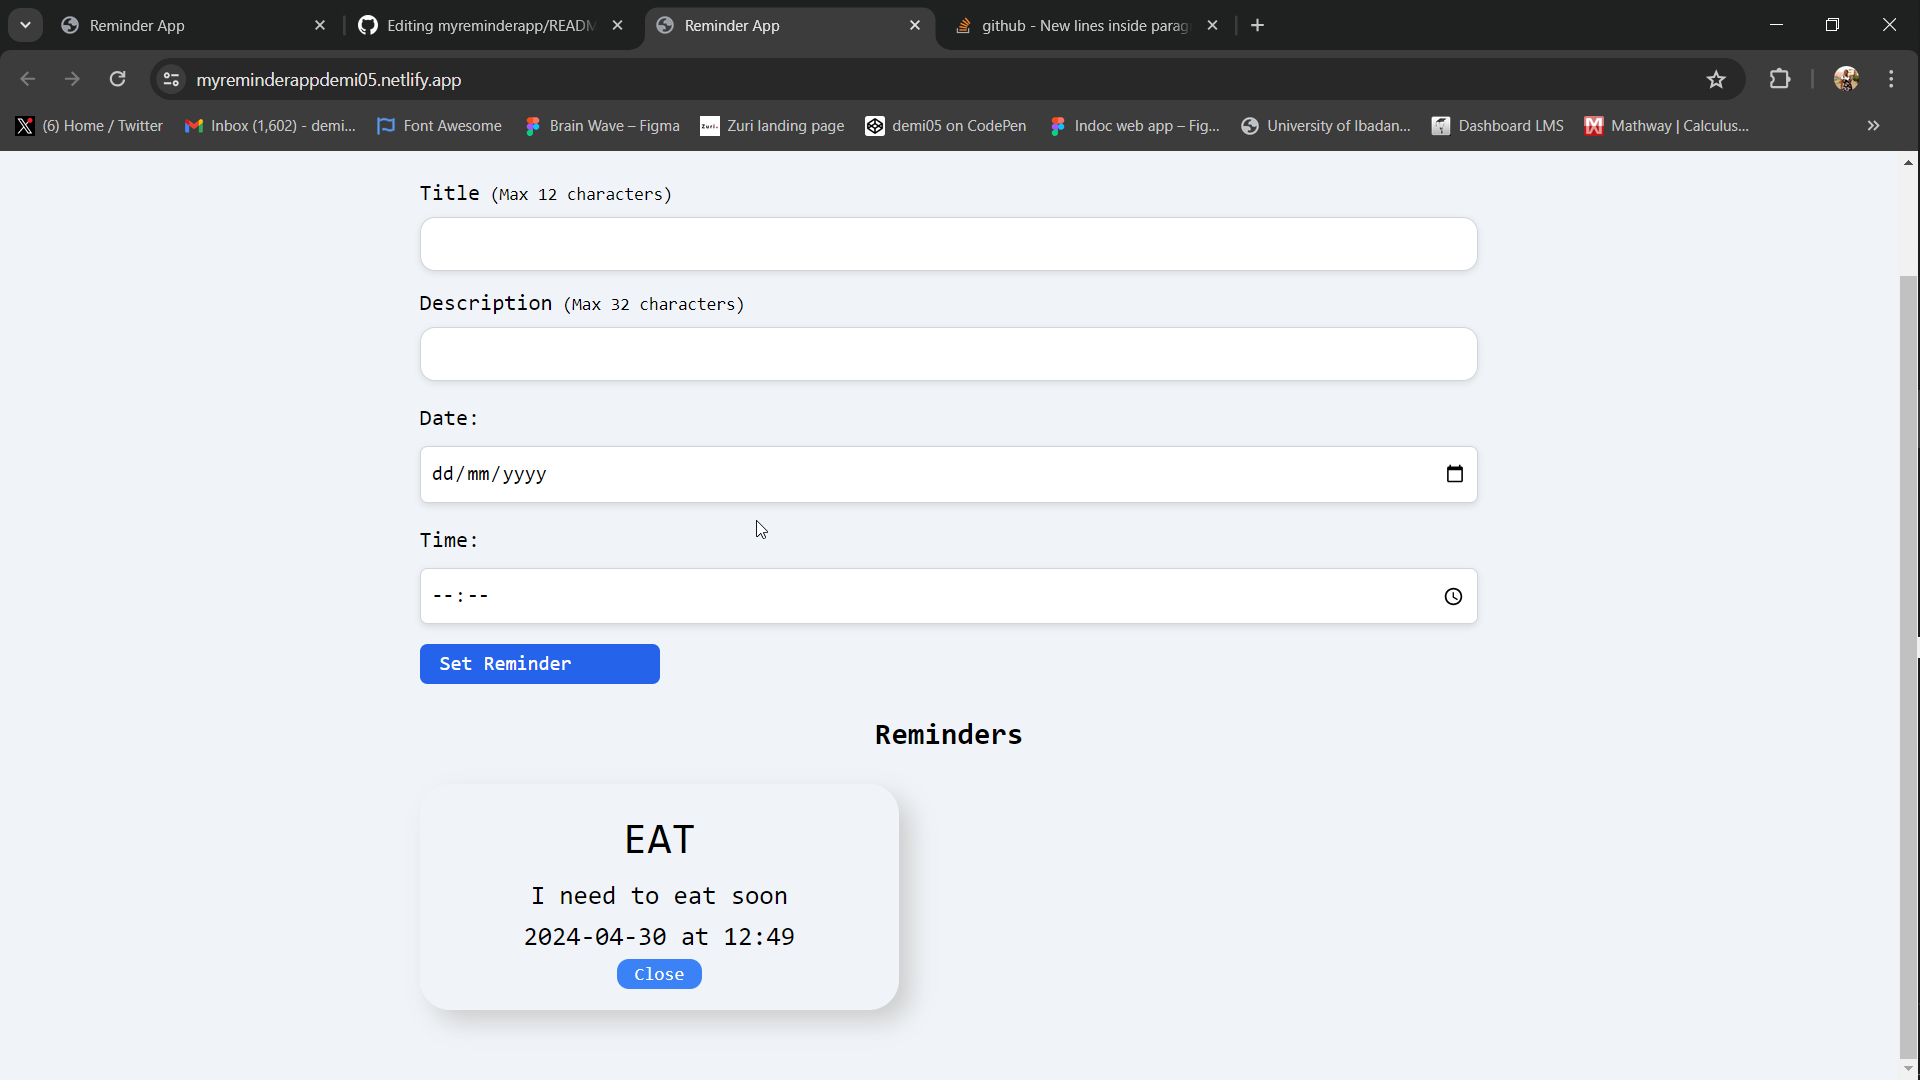 Reminder App
Editing myreminderapp/READM
Reminder App
github - New lines inside parag
myreminderappdemi05.netlify.app
(6) Home / Twitter
Inbox (1,602) - demi...
Font Awesome
Brain Wave – Figma
Zuri.
Zuri landing page
demi05 on CodePen
Indoc web app – Fig...
University of Ibadan...
Dashboard LMS
Mathway | Calculus...
Title (Max 12 characters)
Description (Max 32 characters)
Date:
dd/mm/yyyy
Time:
--:--
Set Reminder
Reminders
EAT
I need to eat soon
2024-04-30 at 12:49
Close